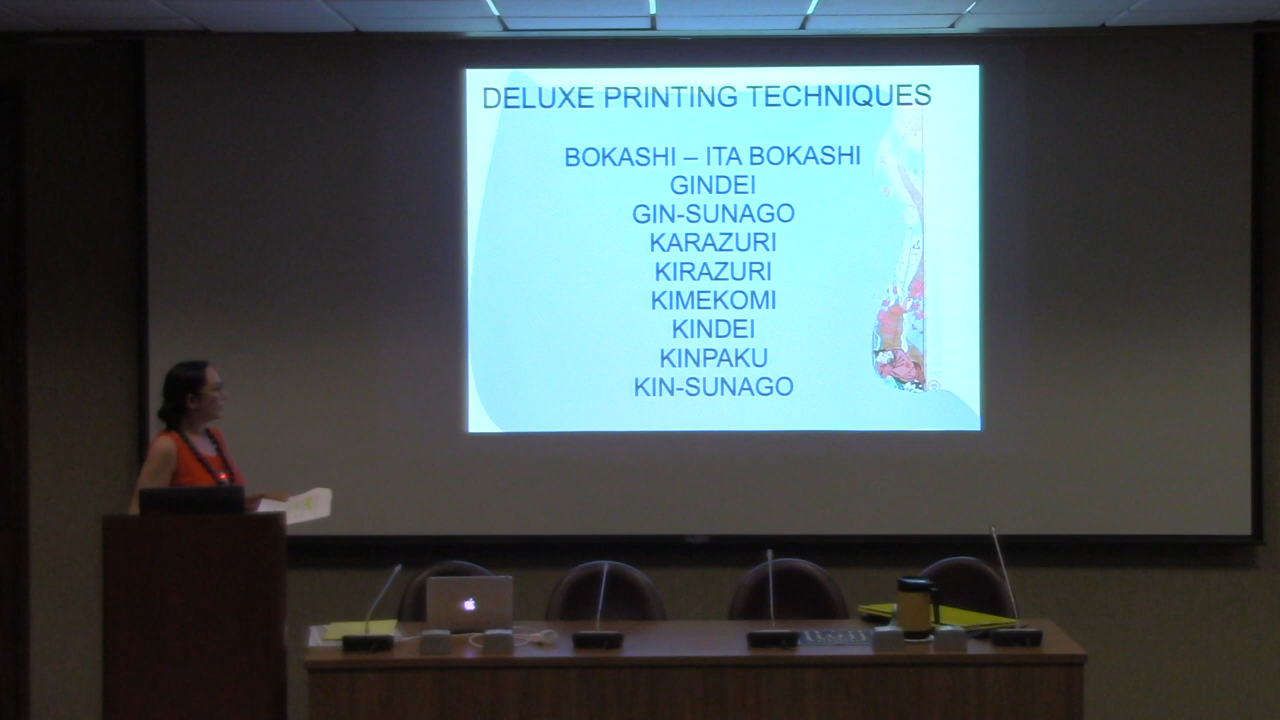 DELUXE PRINTING TECHNIQUES
BOKASHI – ITA BOKASHI
GINDEI
GIN-SUNAGO
KARAZURI
KIRAZURI
KIMEKOMI
KINDEI
KINPAKU
KIN-SUNAGO